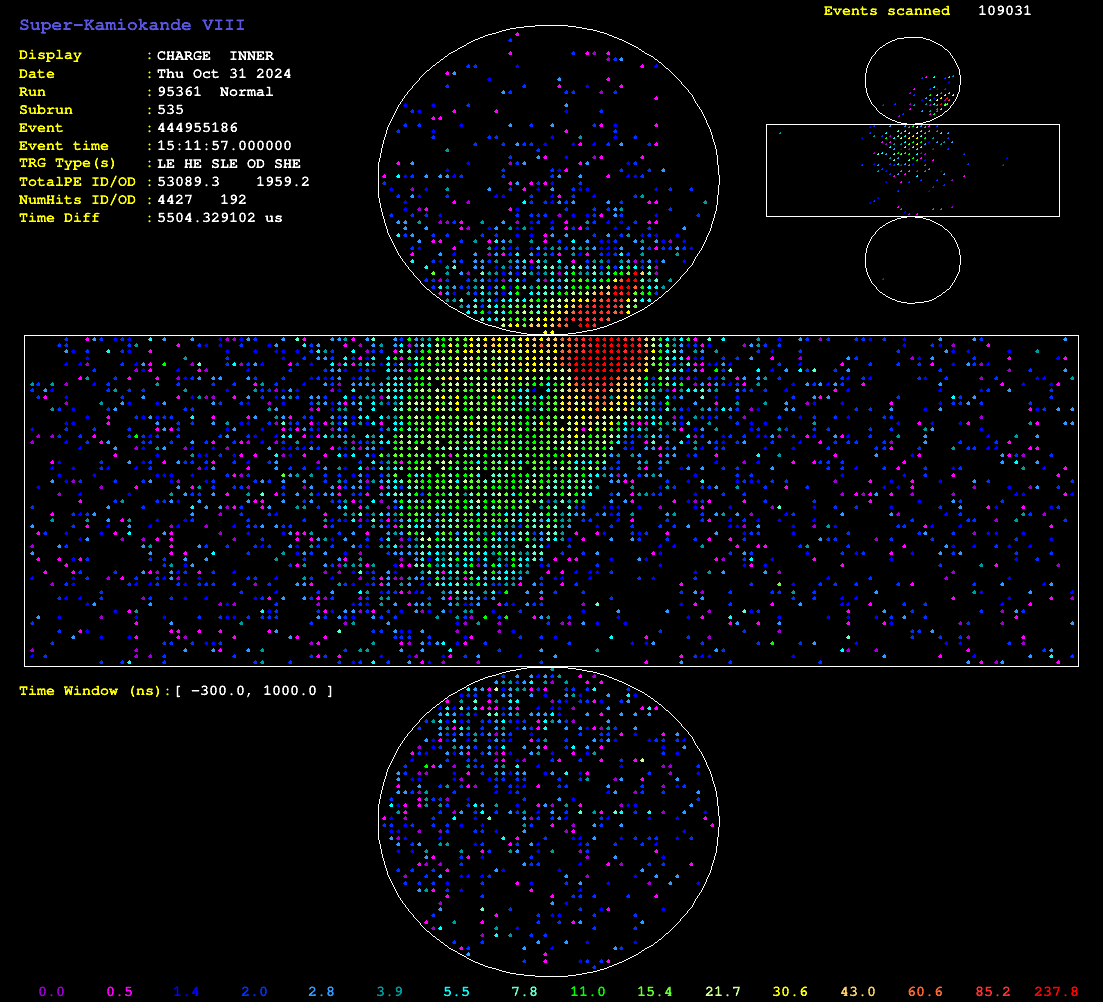 Super-Kamiokande VIII
Events scanned 109031
Display :CHARGE INNER
Date :Thu Oct 31 2024
Run :95361 Normal
Subrun :535
Event :444955186
Event time :15:11:57.000000
TRG Type(s) :LE HE SLE OD SHE
TotalPE ID/OD :53089.3 1959.2
NumHits ID/OD :4427 192
Time Diff :5504.329102 us
Time Window (ns):[ -300.0, 1000.0 ]
0.0 0.5 1.4 2.0 2.8 3.9 5.5 7.8 11.0 15.4 21.7 30.6 43.0 60.6 85.2 237.8